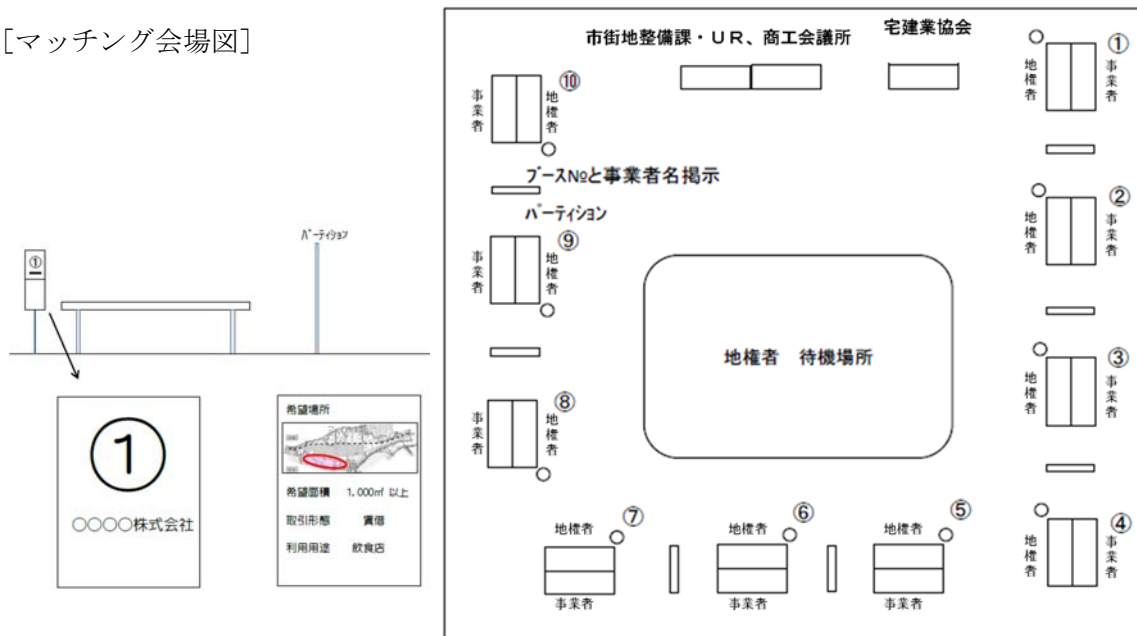 [マッチング会場図]
市街地整備課・UR、商工会議所
宅建業協会
①
地権者
事業者
②
地権者
事業者
③
地権者
事業者
④
地権者
事業者
⑩
事業者
地権者
ブース№と事業者名掲示
パーティション
⑨
事業者
地権者
⑧
事業者
地権者
地権者 待機場所
⑦
地権者
事業者
⑥
地権者
事業者
⑤
地権者
事業者
パーティション
①
①
○○○○株式会社
希望場所
希望面積 1,000㎡ 以上
取引形態 賃借
利用用途 飲食店